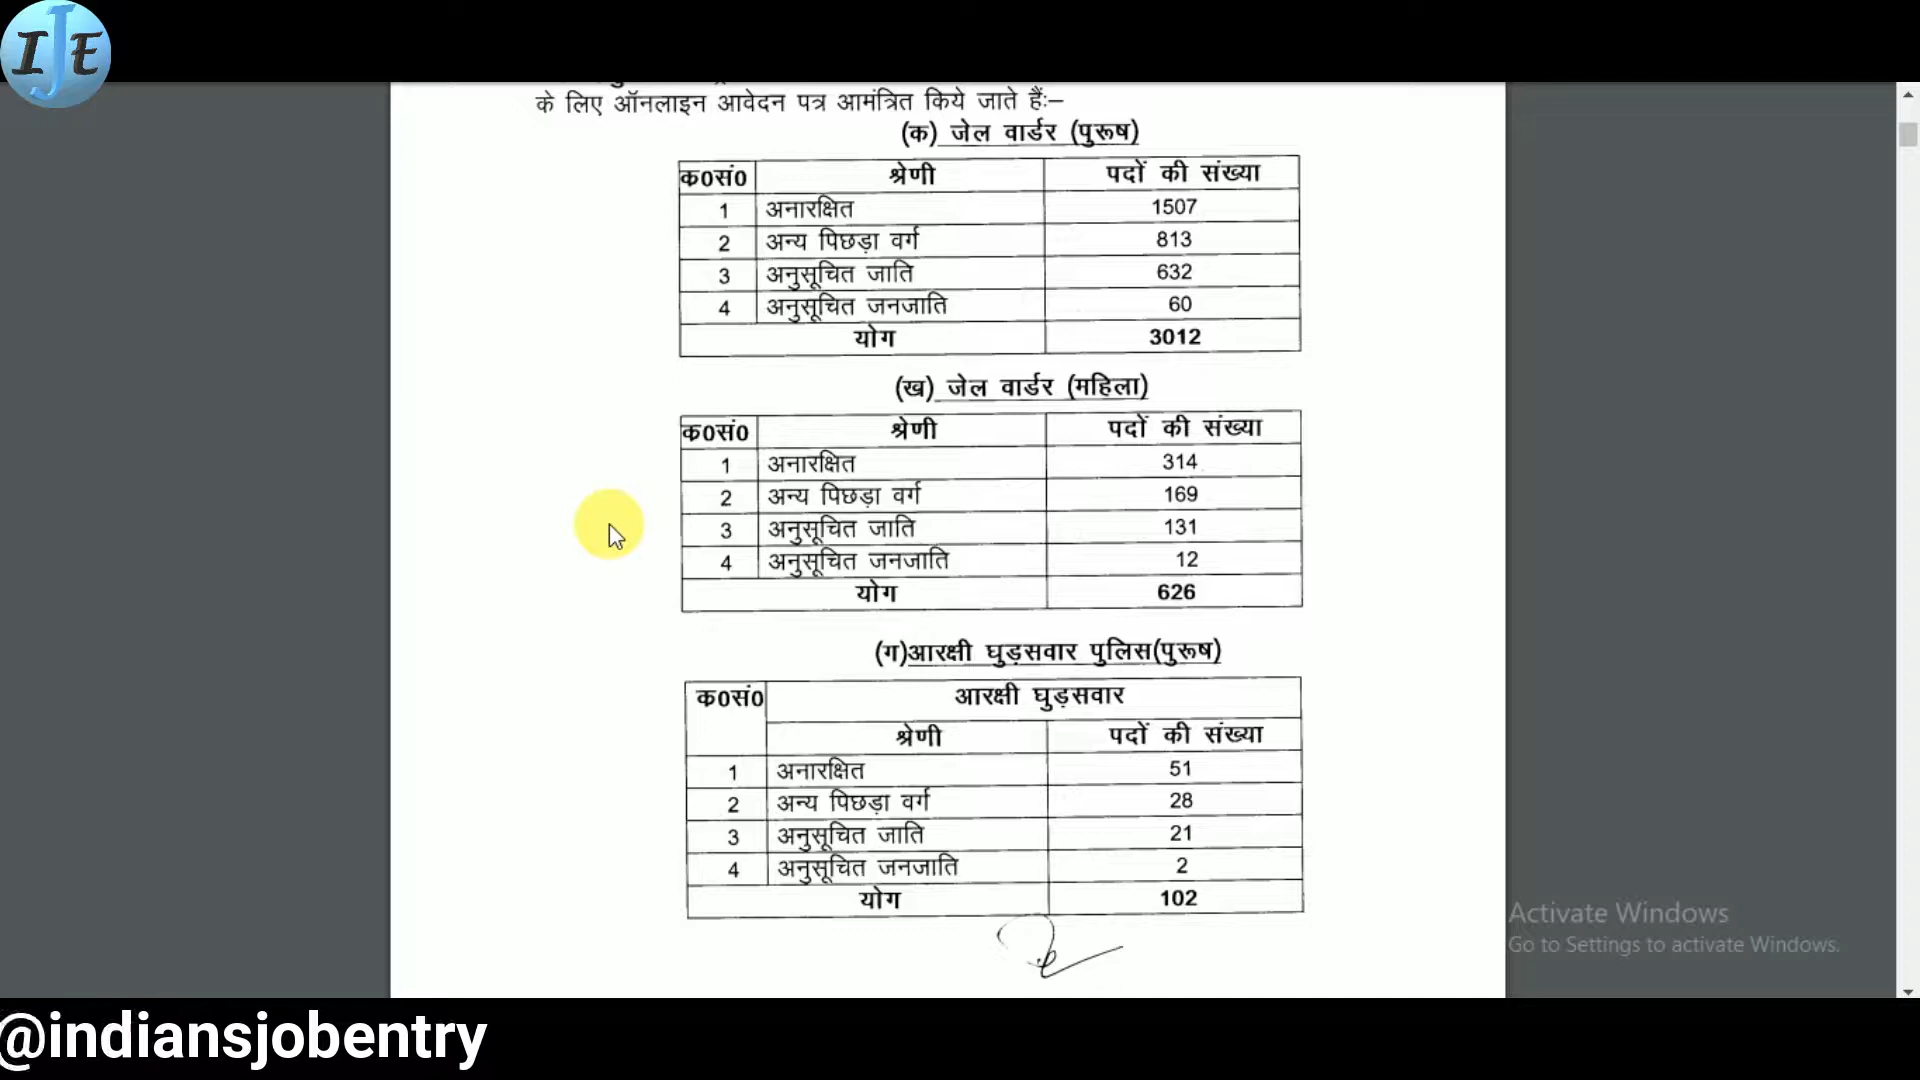 IJE
के लिए ऑनलाइन आवेदन पत्र आमंत्रित किये जाते हैं:–
(क) जेल वार्डर (पुरूष)
क0सं0 श्रेणी पदों की संख्या
1 अनारक्षित 1507
2 अन्य पिछड़ा वर्ग 813
3 अनुसूचित जाति 632
4 अनुसूचित जनजाति 60
योग 3012
(ख) जेल वार्डर (महिला)
क0सं0 श्रेणी पदों की संख्या
1 अनारक्षित 314
2 अन्य पिछड़ा वर्ग 169
3 अनुसूचित जाति 131
4 अनुसूचित जनजाति 12
योग 626
(ग)आरक्षी घुड़सवार पुलिस(पुरूष)
क0सं0 आरक्षी घुड़सवार
श्रेणी पदों की संख्या
1 अनारक्षित 51
2 अन्य पिछड़ा वर्ग 28
3 अनुसूचित जाति 21
4 अनुसूचित जनजाति 2
योग 102
Activate Windows
Go to Settings to activate Windows.
@indiansjobentry